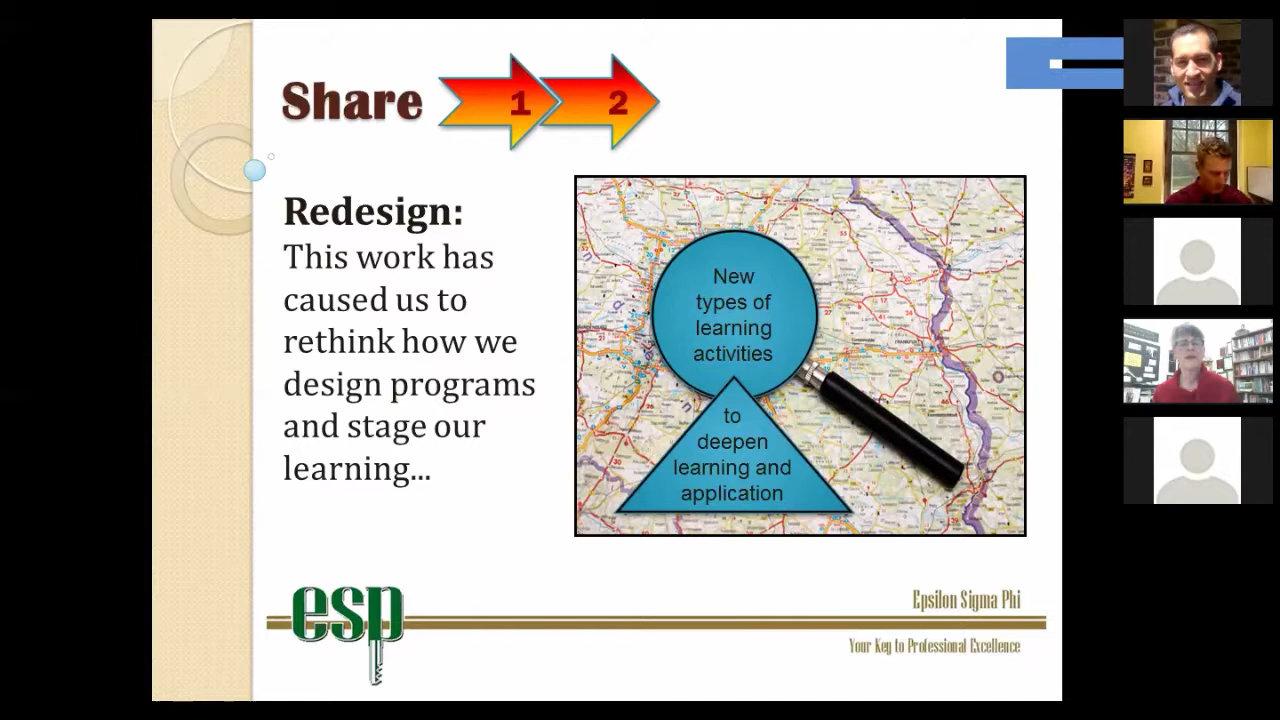 Share 1 2
Redesign:
This work has
caused us to
rethink how we
design programs
and stage our
learning...
New
types of
learning
activities
to
deepen
learning and
application
esp
Epsilon Sigma Phi
Your Key to Professional Excellence